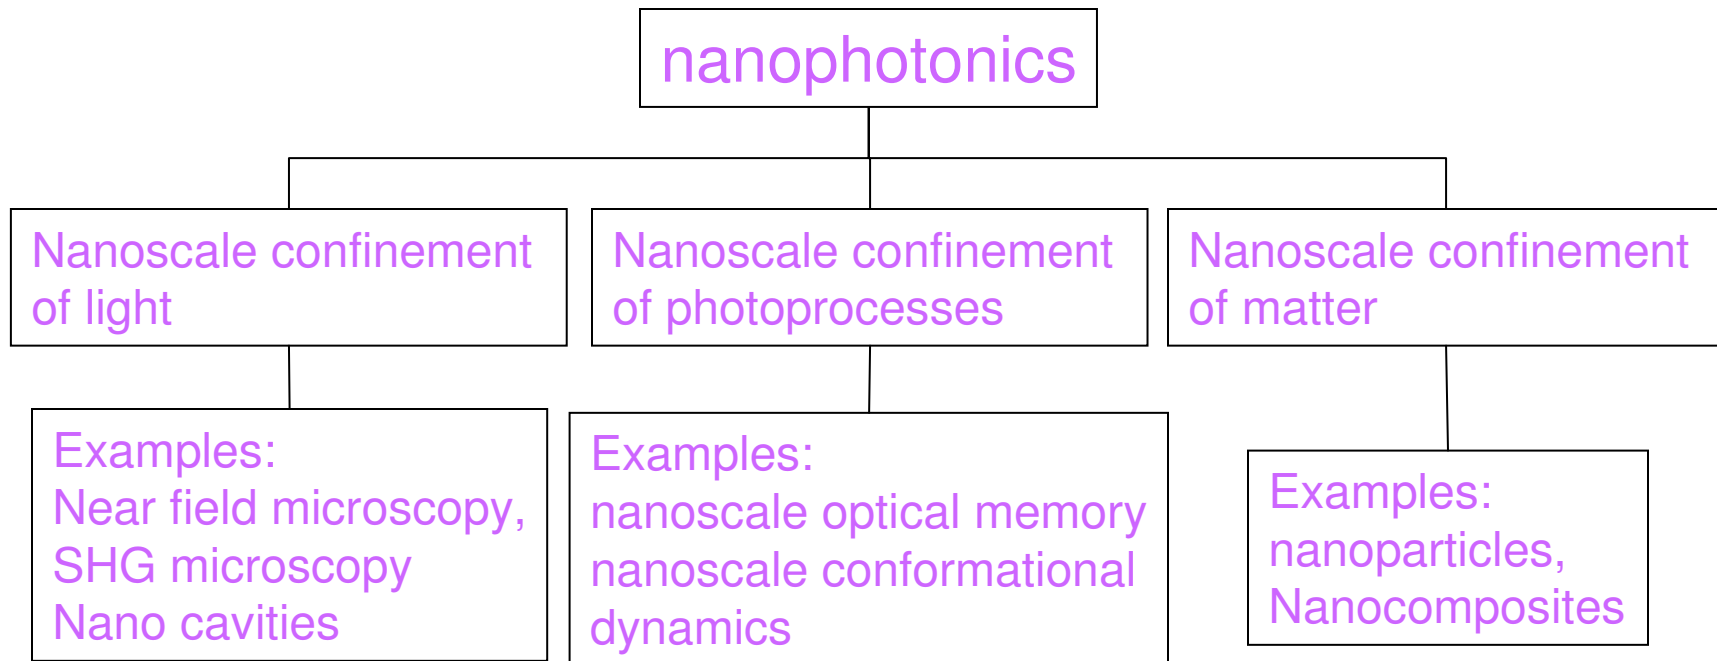 nanophotonics
Nanoscale confinement
of light
Nanoscale confinement
of photoprocesses
Nanoscale confinement
of matter
Examples:
Near field microscopy,
SHG microscopy
Nano cavities
Examples:
nanoscale optical memory
nanoscale conformational
dynamics
Examples:
nanoparticles,
Nanocomposites